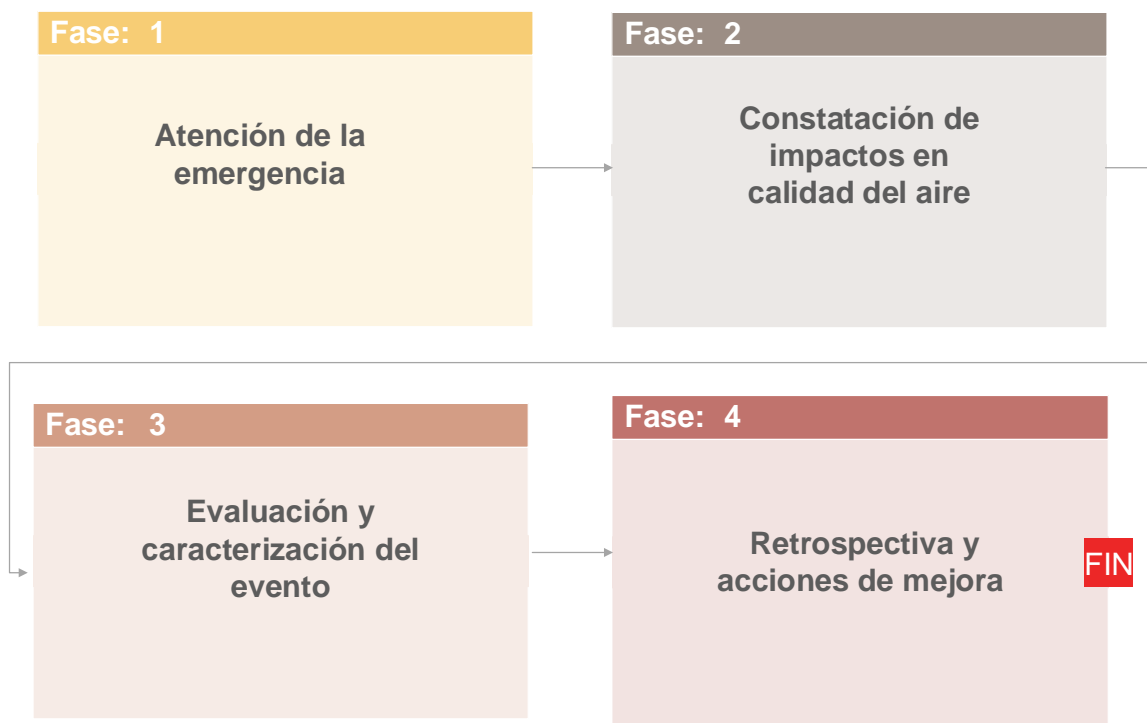 Fase: 1
Atención de la
emergencia
Fase: 2
Constatación de
impactos en
calidad del aire
Fase: 3
Evaluación y
caracterización del
evento
Fase: 4
Retrospectiva y
acciones de mejora
FIN